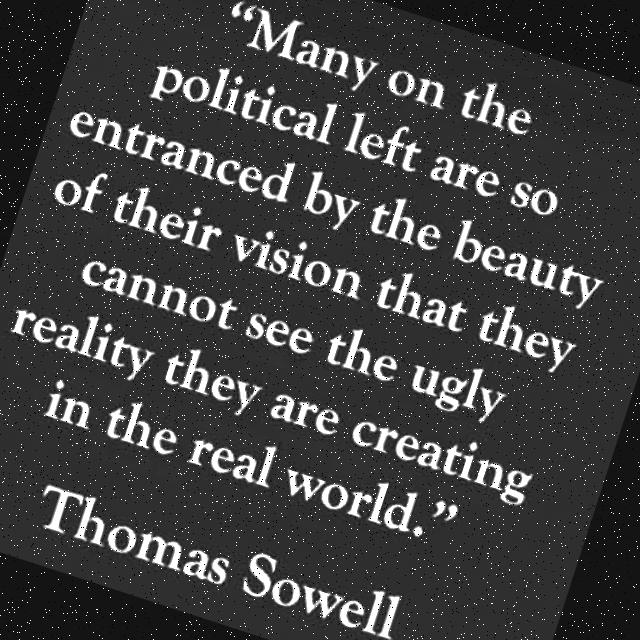 “Many on the
political left are so
entranced by the beauty
of their vision that they
cannot see the ugly
reality they are creating
in the real world.”
Thomas Sowell